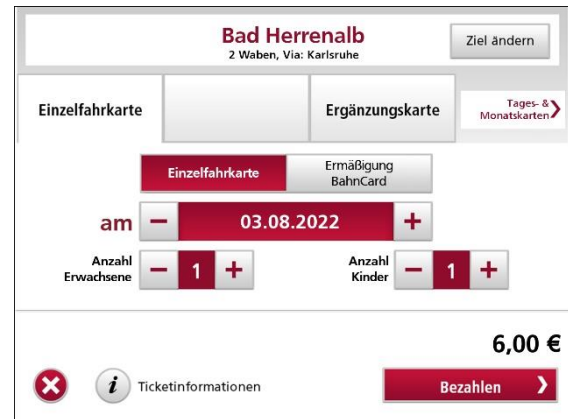 Bad Herrenalb
2 Waben, Via: Karlsruhe
Ziel ändern
Einzelfahrkarte
Ergänzungskarte
Tages- &
Monatskarten
Einzelfahrkarte
Ermäßigung
BahnCard
am − 03.08.2022 +
Anzahl
Erwachsene
− 1 +
Anzahl
Kinder
− 1 +
6,00 €
i Ticketinformationen
Bezahlen